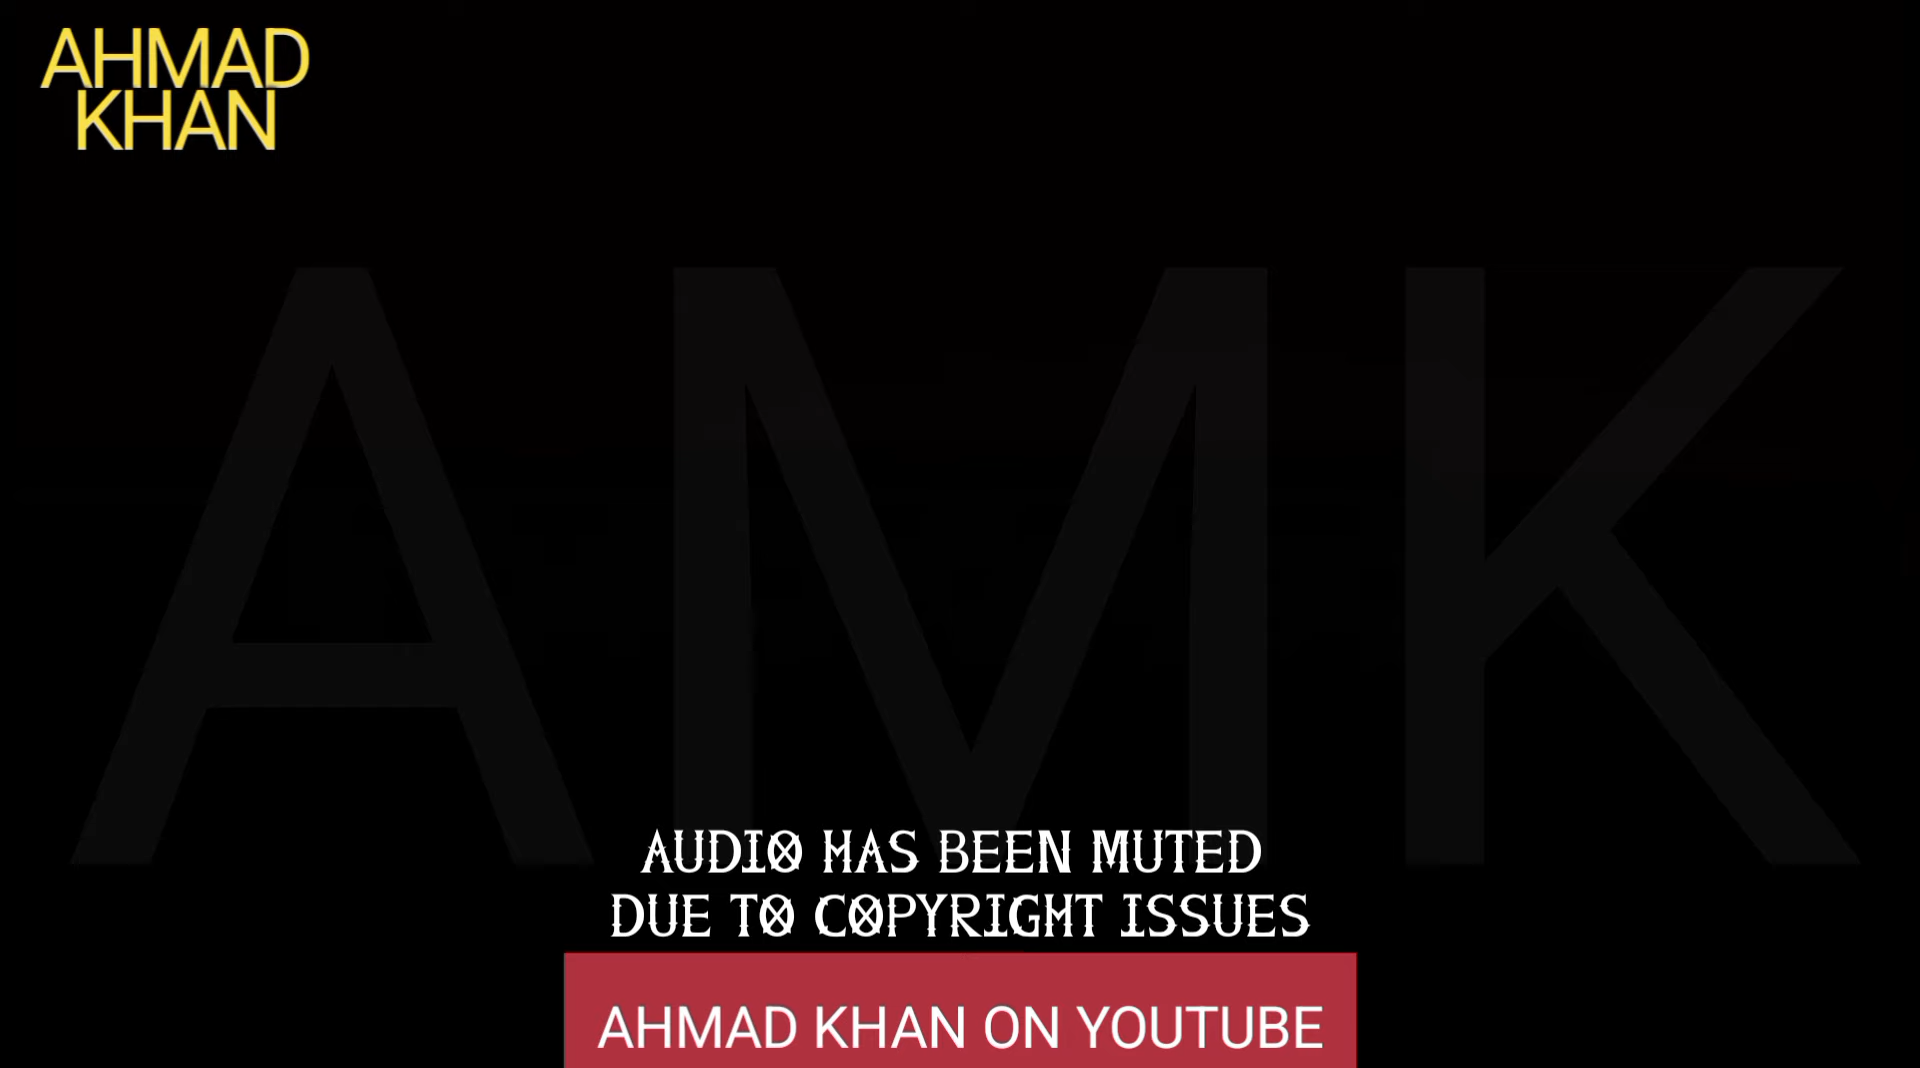 AHMAD
KHAN
AMK
AUDIO HAS BEEN MUTED
DUE TO COPYRIGHT ISSUES
AHMAD KHAN ON YOUTUBE